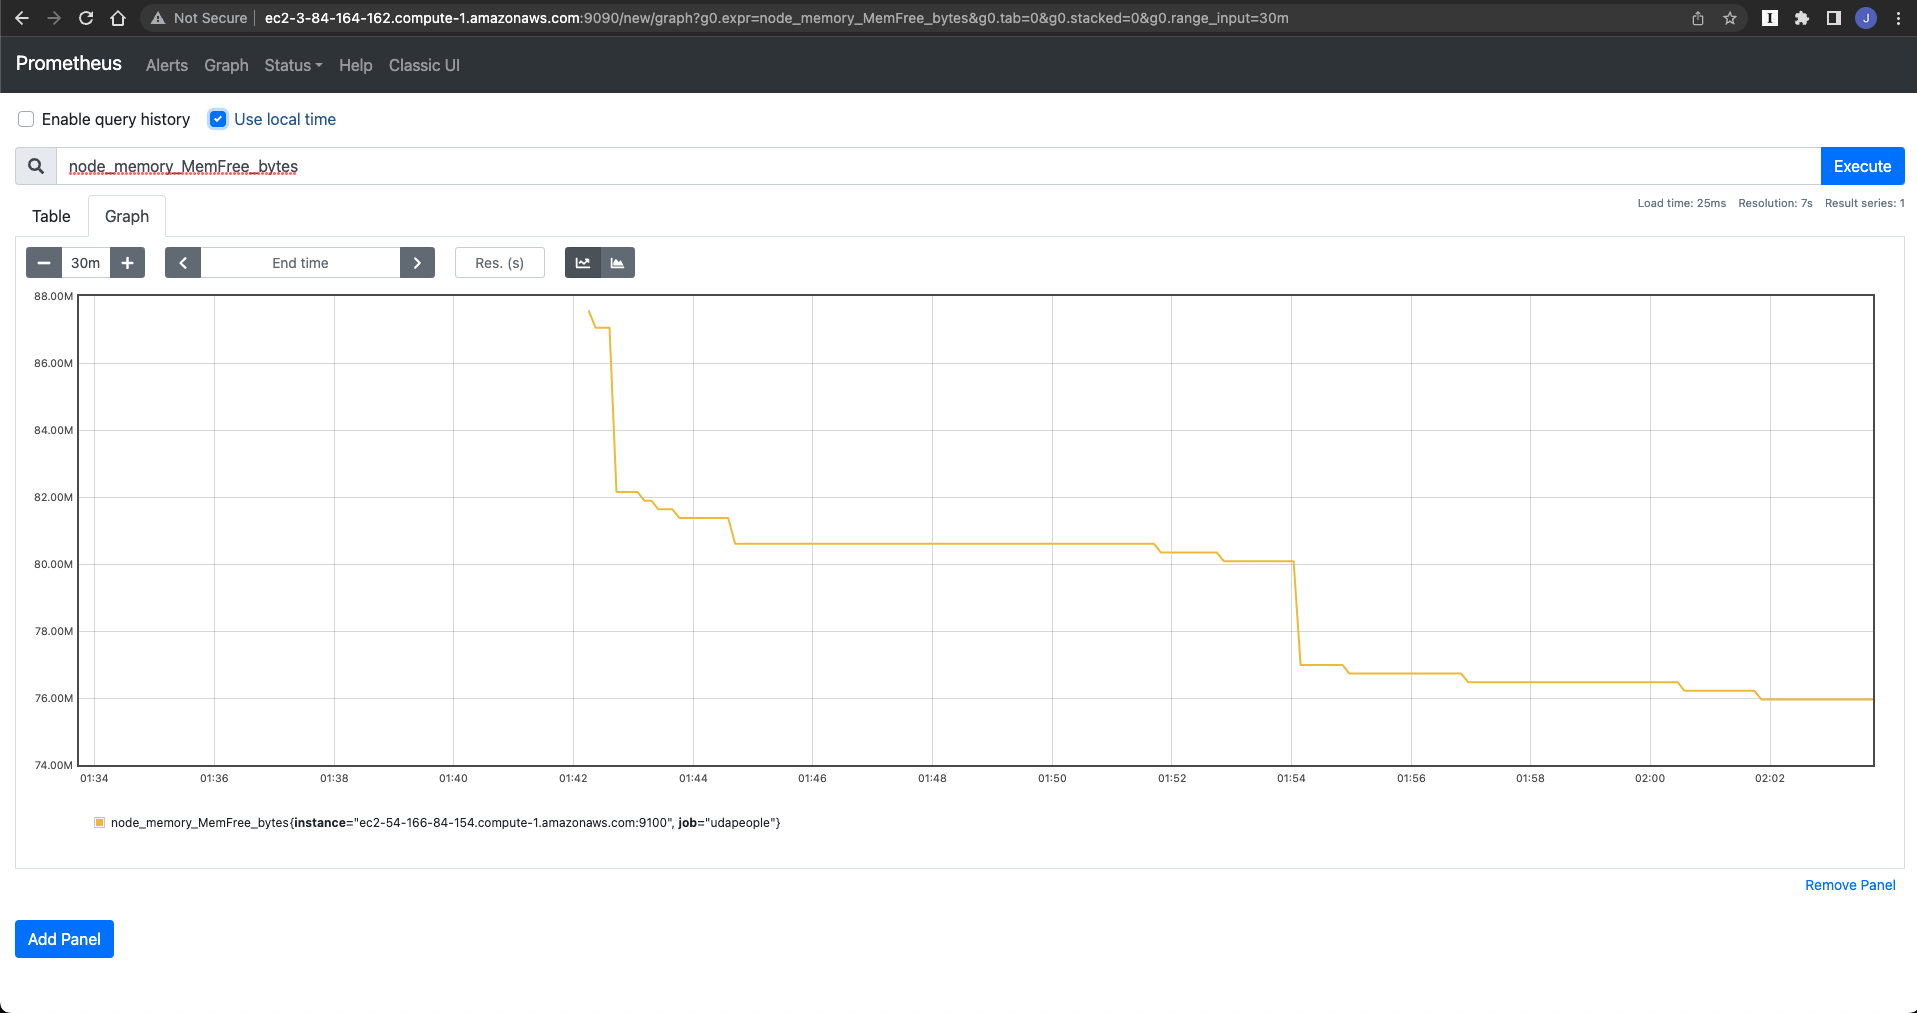 Not Secure | ec2-3-84-164-162.compute-1.amazonaws.com:9090/new/graph?g0.expr=node_memory_MemFree_bytes&g0.tab=0&g0.stacked=0&g0.range_input=30m I J
Prometheus Alerts Graph Status Help Classic UI
Enable query history Use local time
node_memory_MemFree_bytes Execute
Load time: 25ms Resolution: 7s Result series: 1
Table Graph
30m End time Res. (s)
88.00M
86.00M
84.00M
82.00M
80.00M
78.00M
76.00M
74.00M
01:34 01:36 01:38 01:40 01:42 01:44 01:46 01:48 01:50 01:52 01:54 01:56 01:58 02:00 02:02
node_memory_MemFree_bytes{instance="ec2-54-166-84-154.compute-1.amazonaws.com:9100", job="udapeople"}
Remove Panel
Add Panel